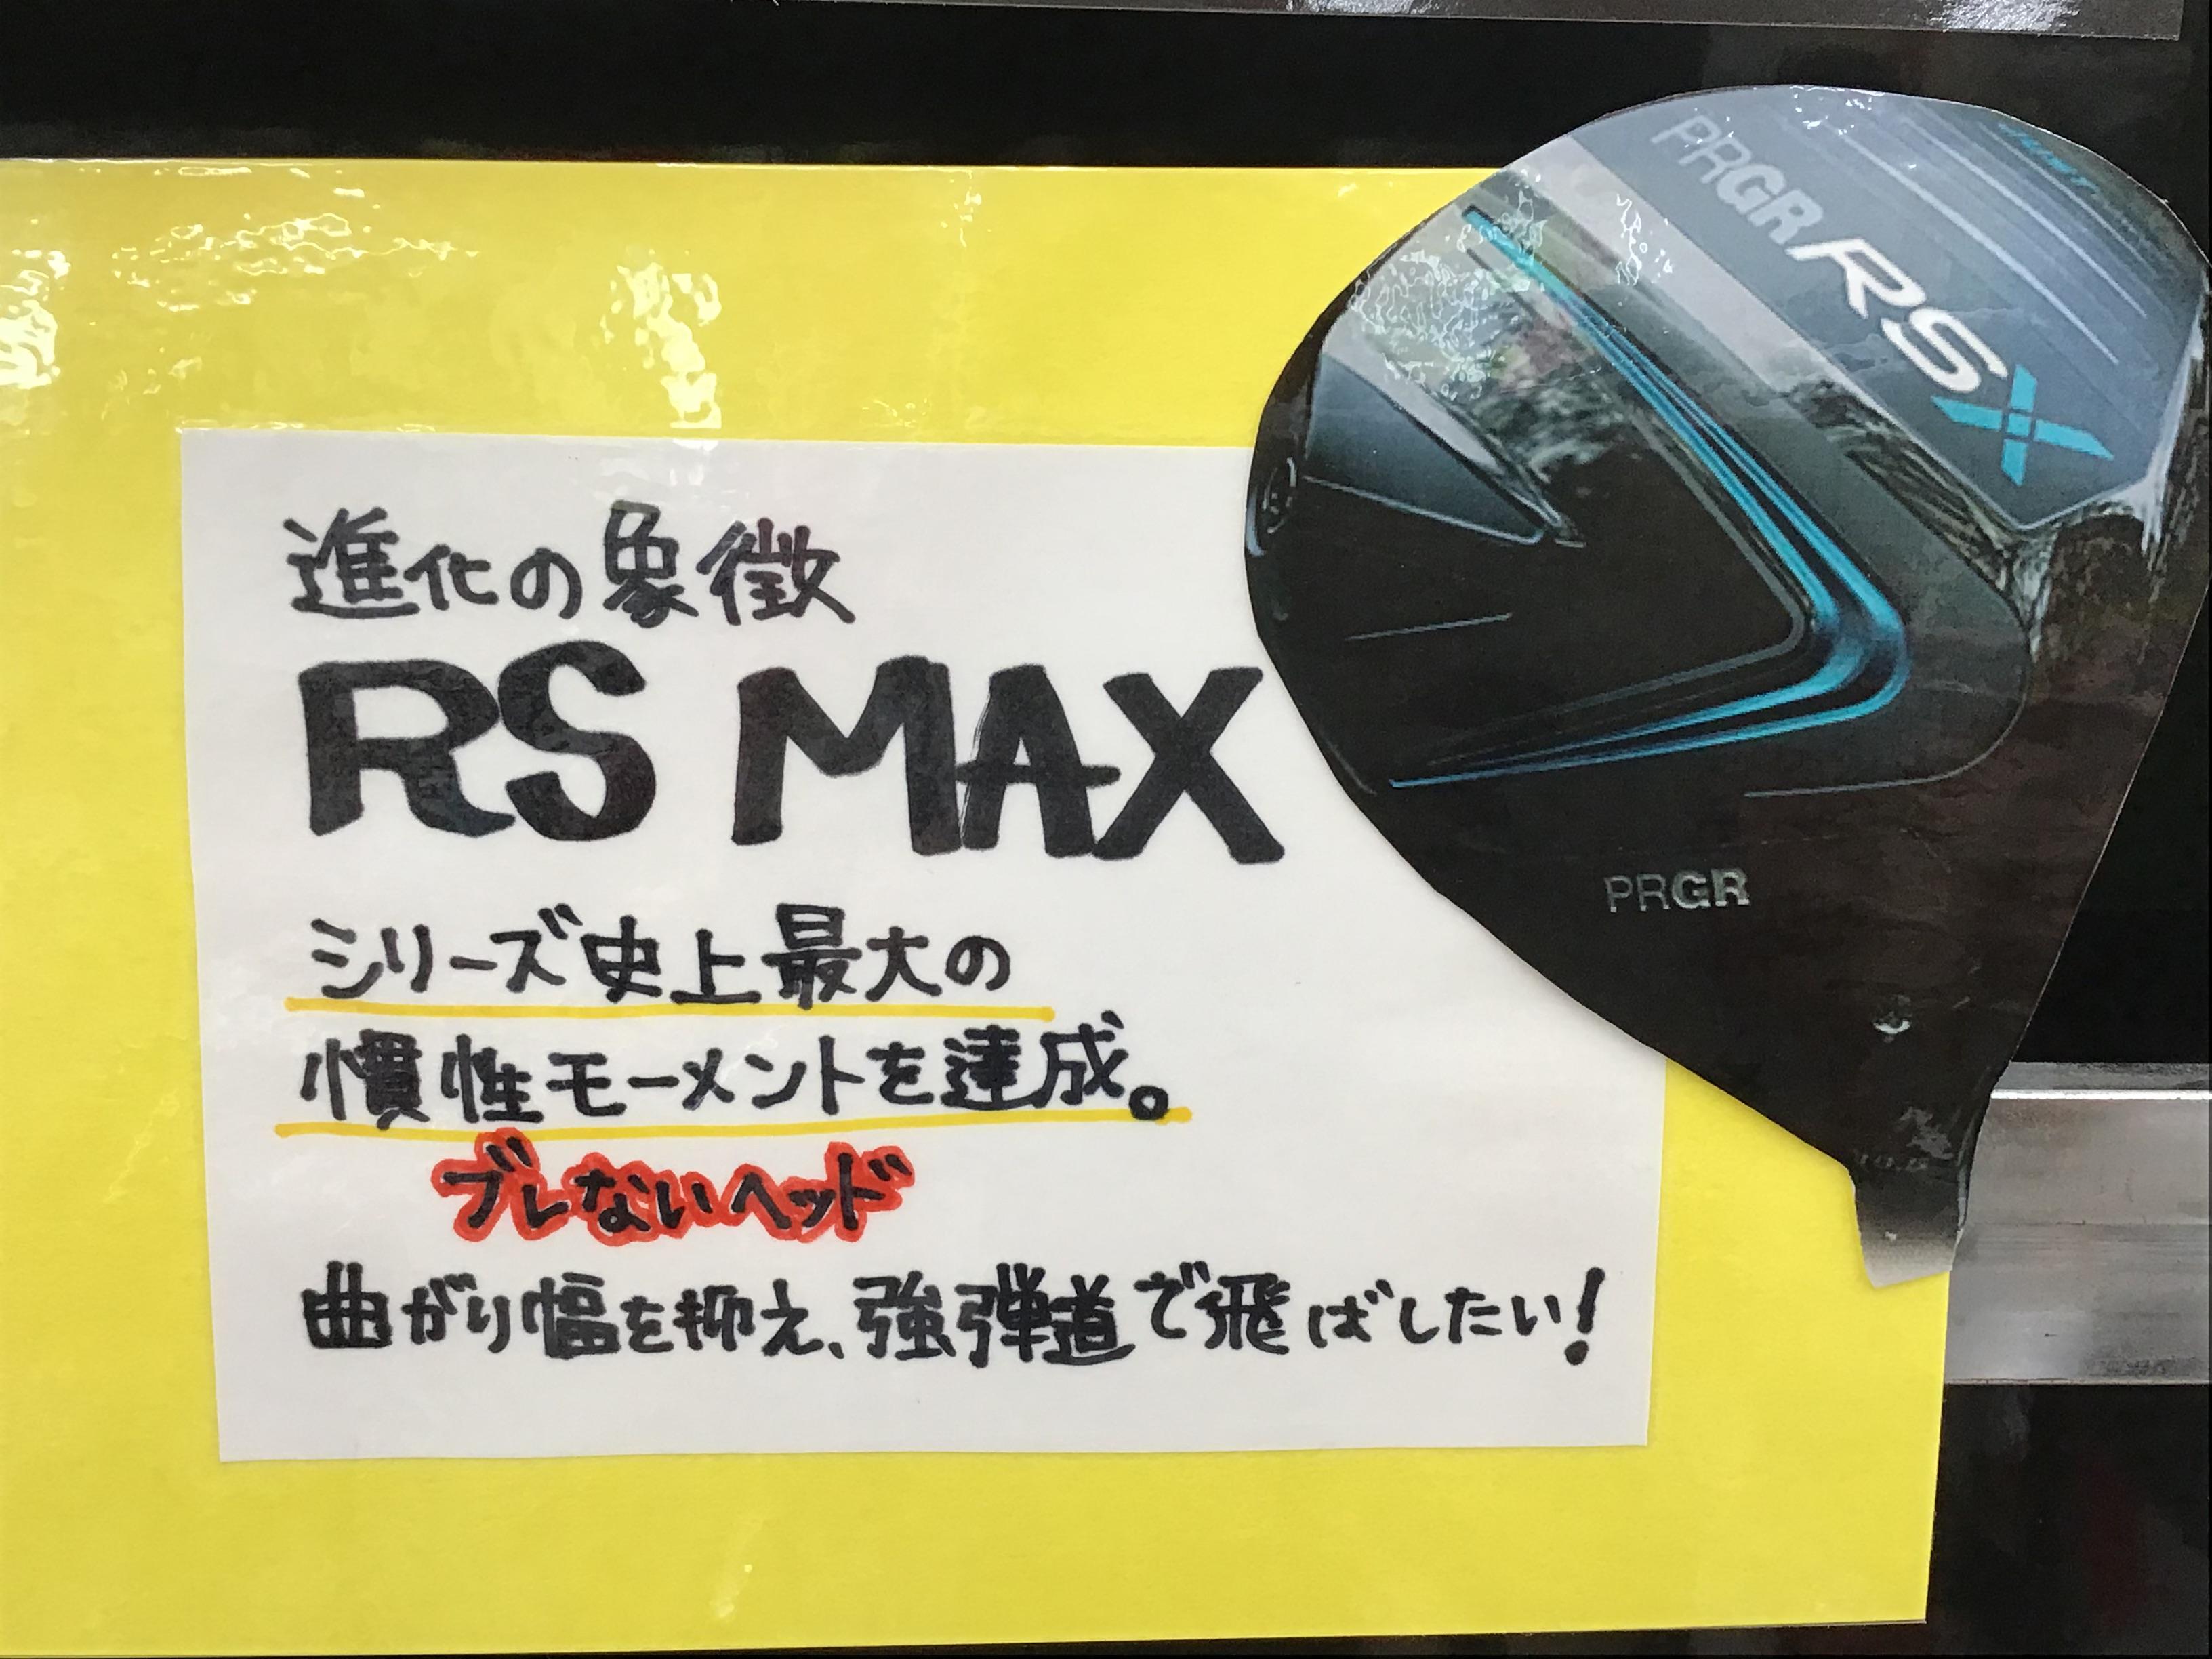 進化の象徴
RS MAX
シリーズ史上最大の
慣性モーメントを達成。
ブレないヘッド
曲がり幅を抑え、強弾道で飛ばしたい!
PRGR RSX
PRGR